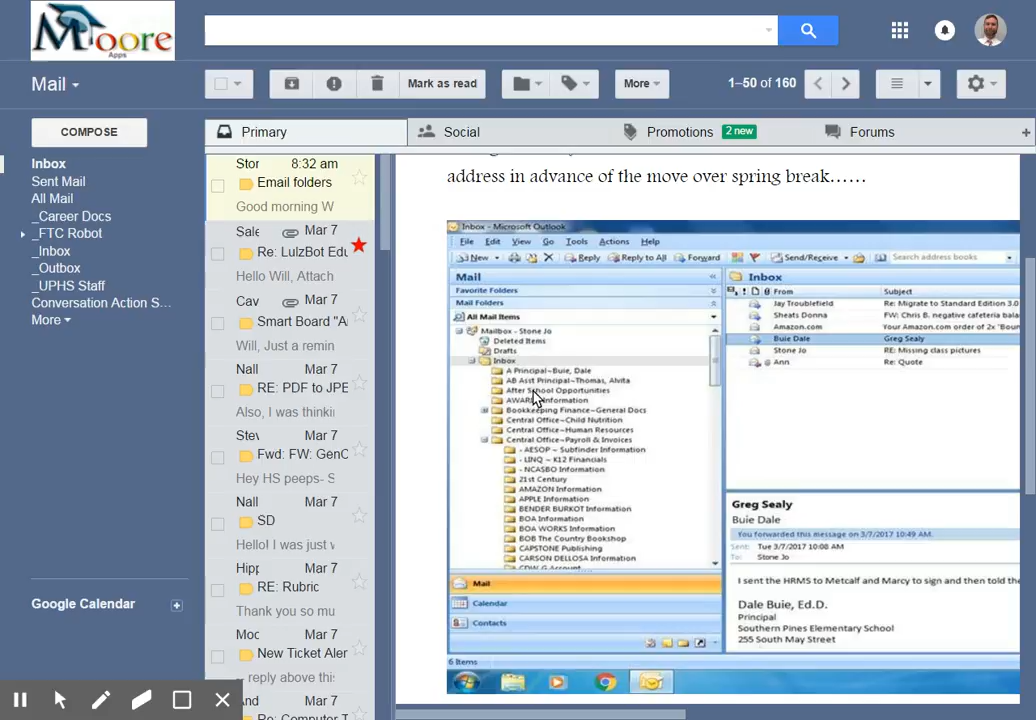 Moore
Apps
Mail
Mark as read
More
1–50 of 160
COMPOSE
Primary
Social
Promotions
2 new
Forums
Inbox
Sent Mail
All Mail
_Career Docs
_FTC Robot
_Inbox
_Outbox
_UPHS Staff
Conversation Action S...
More
Google Calendar
Stor 8:32 am
Email folders
Good morning W
Sale Mar 7
Re: LulzBot Edu
Hello Will, Attach
Cav Mar 7
Smart Board "A
Will, Just a remin
Nall Mar 7
RE: PDF to JPE
Also, I was thinki
Stev Mar 7
Fwd: FW: GenC
Hey HS peeps- S
Nall Mar 7
SD
Hello! I was just v
Hipp Mar 7
RE: Rubric
Thank you so mu
Moc Mar 7
New Ticket Aler
-- reply above this
And Mar 7
Re: Computer T
address in advance of the move over spring break……
Inbox - Microsoft Outlook
File Edit View Go Tools Actions Help
New Reply Reply to All Forward Send/Receive Search address books
Mail
Favorite Folders
Mail Folders
All Mail Items
Mailbox - Stone Jo
Deleted Items
Drafts
Inbox
A Principal~Buie, Dale
AB Asst Principal~Thomas, Alvita
After School Opportunities
AWARDS Information
Bookkeeping Finance~General Docs
Central Office~Child Nutrition
Central Office~Human Resources
Central Office~Payroll & Invoices
- AESOP ~ Subfinder Information
- LINQ ~ K12 Financials
- NCASBO Information
21st Century
AMAZON Information
APPLE Information
BENDER BURKOT Information
BOA Information
BOA WORKS Information
BOB The Country Bookshop
CAPSTONE Publishing
CARSON DELLOSA Information
CDW G Account
Mail
Calendar
Contacts
6 Items
Inbox
From Subject
Jay Troublefield Re: Migrate to Standard Edition 3.0
Sheats Donna FW: Chris B. negative cafeteria bala
Amazon.com Your Amazon.com order of 2x "Boun
Buie Dale Greg Sealy
Stone Jo RE: Missing class pictures
Ann Re: Quote
Greg Sealy
Buie Dale
You forwarded this message on 3/7/2017 10:49 AM.
Sent: Tue 3/7/2017 10:08 AM
To: Stone Jo
I sent the HRMS to Metcalf and Marcy to sign and then told the
Dale Buie, Ed.D.
Principal
Southern Pines Elementary School
255 South May Street